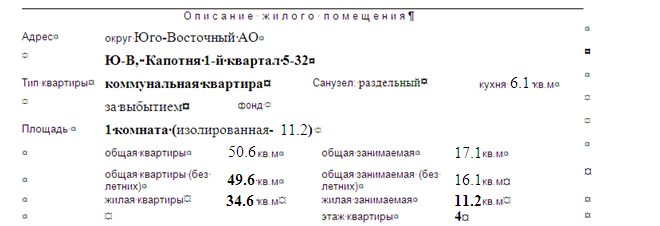 Описание жилого помещения
Адрес округ Юго-Восточный АО
Ю-В, Капотня 1-й квартал 5-32
Тип квартиры коммунальная квартира Санузел: раздельный кухня 6.1 кв.м
за выбытием фонд
Площадь 1 комната (изолированная- 11.2)
общая квартиры 50.6 кв.м общая занимаемая 17.1 кв.м
общая квартиры (без летних) 49.6 кв.м общая занимаемая (без летних) 16.1 кв.м
жилая квартиры 34.6 кв.м жилая занимаемая 11.2 кв.м
этаж квартиры 4